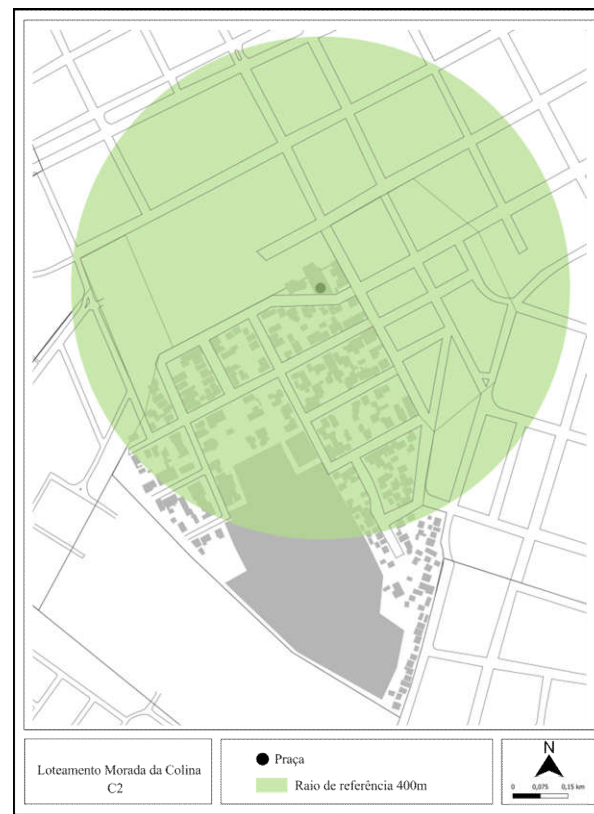 Loteamento Morada da Colina
C2
Praça
Raio de referência 400m
N
0 0,075 0,15 km